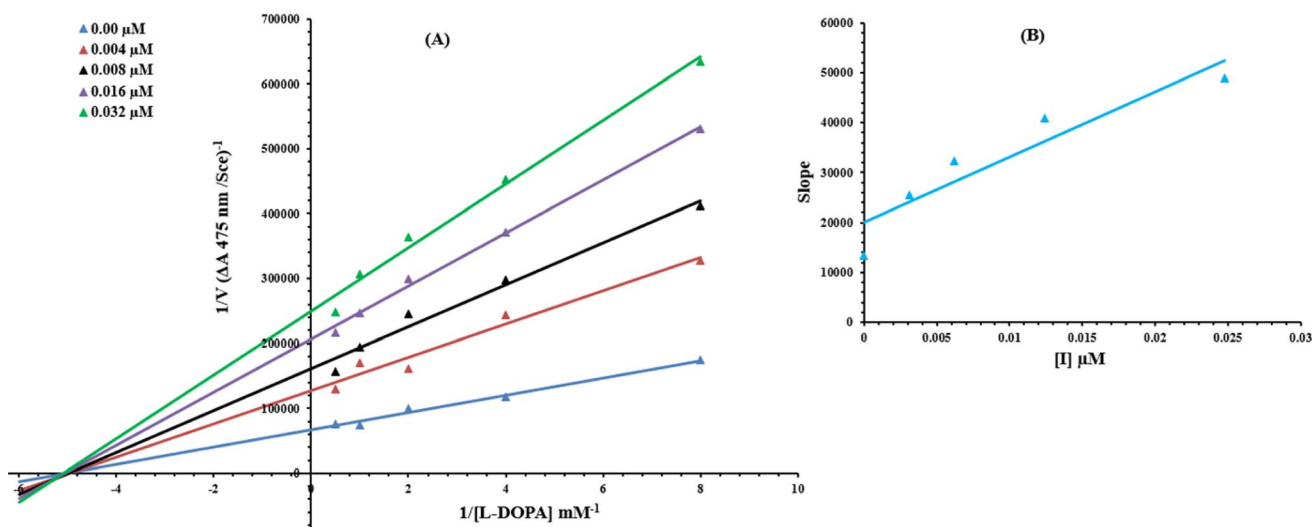 0.00 µM
0.004 µM
0.008 µM
0.016 µM
0.032 µM
(A)
1/V (ΔA 475 nm /Sce)⁻¹
700000
600000
500000
400000
300000
200000
100000
0
-6 -4 -2 0 2 4 6 8 10
1/[L-DOPA] mM⁻¹
(B)
Slope
60000
50000
40000
30000
20000
10000
0
0 0.005 0.01 0.015 0.02 0.025 0.03
[I] µM